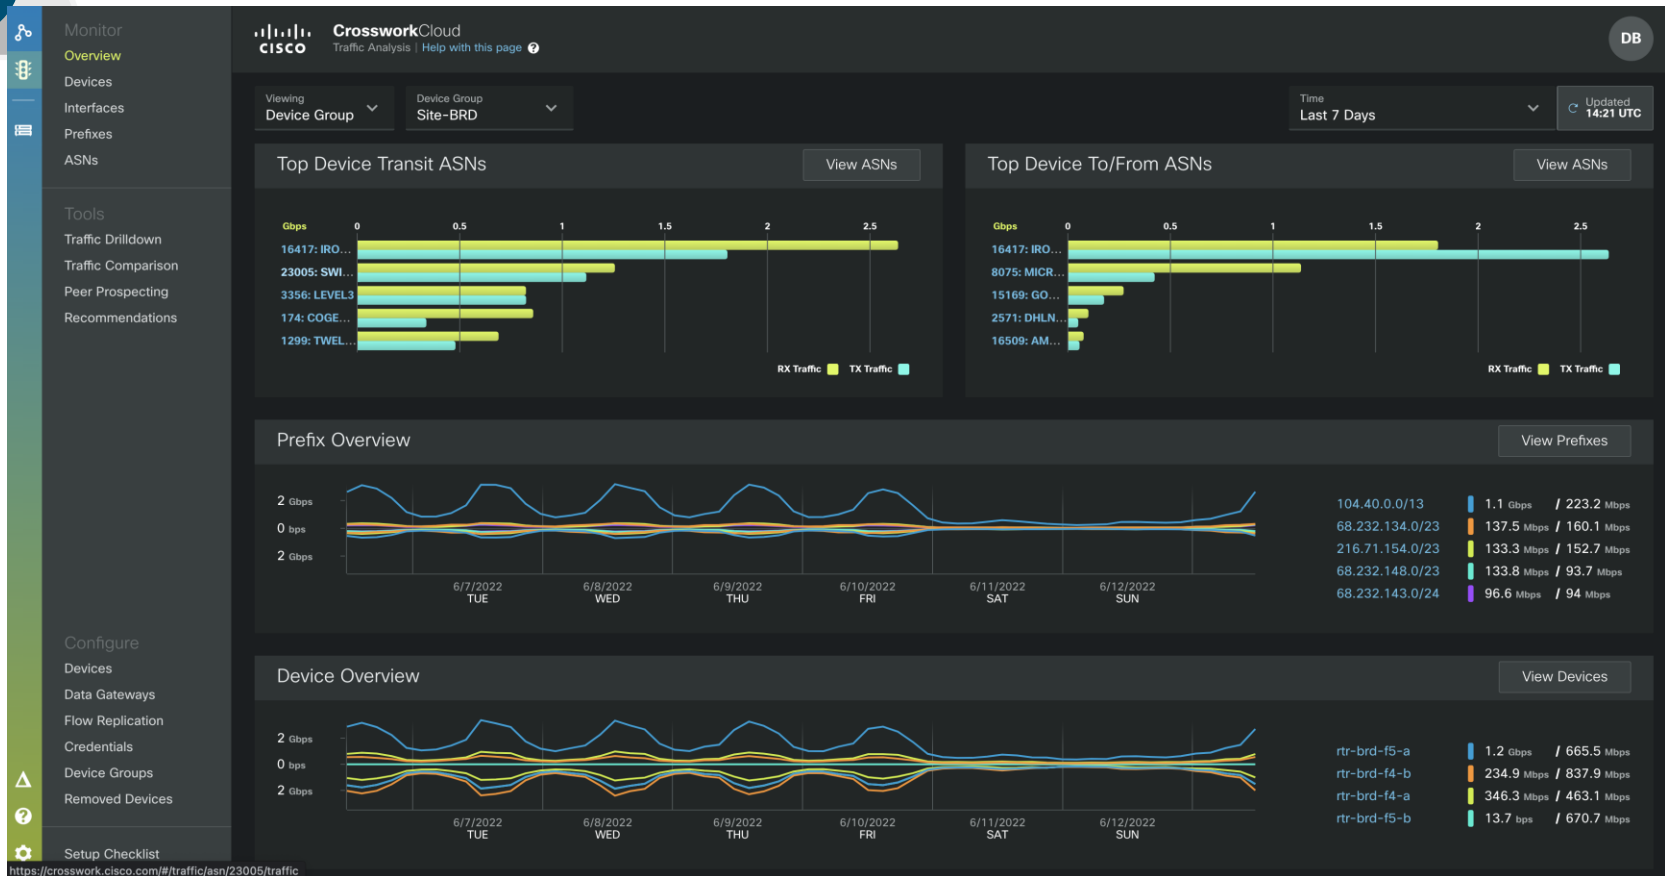 Monitor
Overview
Devices
Interfaces
Prefixes
ASNs
Tools
Traffic Drilldown
Traffic Comparison
Peer Prospecting
Recommendations
Configure
Devices
Data Gateways
Flow Replication
Credentials
Device Groups
Removed Devices
Setup Checklist
https://crosswork.cisco.com/#/traffic/asn/23005/traffic
CISCO
CrossworkCloud
Traffic Analysis | Help with this page ?
DB
Viewing
Device Group
Device Group
Site-BRD
Time
Last 7 Days
Updated
14:21 UTC
Top Device Transit ASNs
View ASNs
Gbps 0 0.5 1 1.5 2 2.5
16417: IRO...
23005: SWI...
3356: LEVEL3
174: COGE...
1299: TWEL...
RX Traffic TX Traffic
Top Device To/From ASNs
View ASNs
Gbps 0 0.5 1 1.5 2 2.5
16417: IRO...
8075: MICR...
15169: GO...
2571: DHLN...
16509: AM...
RX Traffic TX Traffic
Prefix Overview
View Prefixes
2 Gbps
0 bps
2 Gbps
6/7/2022 6/8/2022 6/9/2022 6/10/2022 6/11/2022 6/12/2022
TUE WED THU FRI SAT SUN
104.40.0.0/13 1.1 Gbps / 223.2 Mbps
68.232.134.0/23 137.5 Mbps / 160.1 Mbps
216.71.154.0/23 133.3 Mbps / 152.7 Mbps
68.232.148.0/23 133.8 Mbps / 93.7 Mbps
68.232.143.0/24 96.6 Mbps / 94 Mbps
Device Overview
View Devices
2 Gbps
0 bps
2 Gbps
6/7/2022 6/8/2022 6/9/2022 6/10/2022 6/11/2022 6/12/2022
TUE WED THU FRI SAT SUN
rtr-brd-f5-a 1.2 Gbps / 665.5 Mbps
rtr-brd-f4-b 234.9 Mbps / 837.9 Mbps
rtr-brd-f4-a 346.3 Mbps / 463.1 Mbps
rtr-brd-f5-b 13.7 bps / 670.7 Mbps